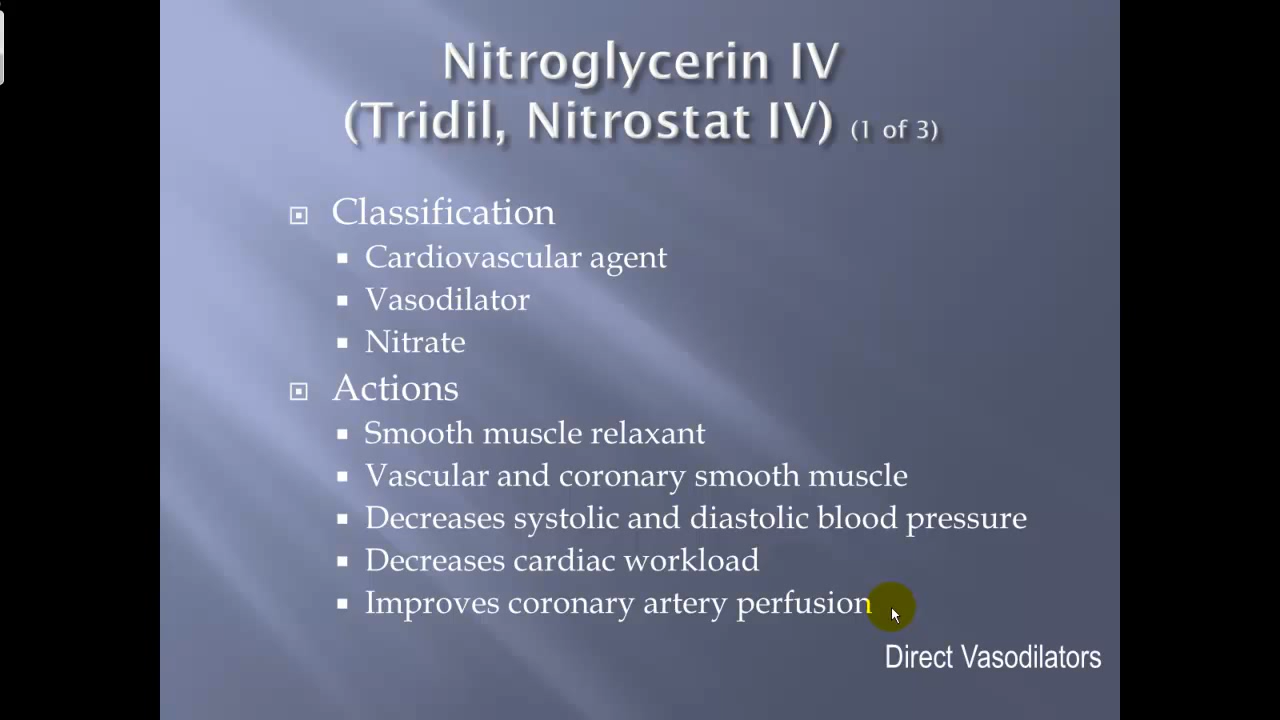 Nitroglycerin IV
(Tridil, Nitrostat IV) (1 of 3)
Classification
Cardiovascular agent
Vasodilator
Nitrate
Actions
Smooth muscle relaxant
Vascular and coronary smooth muscle
Decreases systolic and diastolic blood pressure
Decreases cardiac workload
Improves coronary artery perfusion
Direct Vasodilators